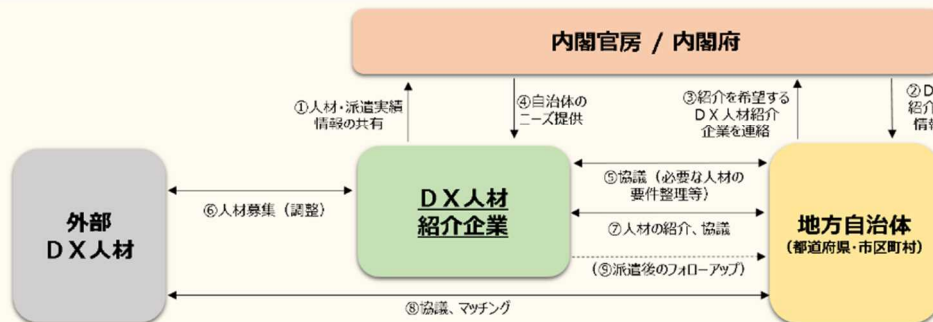 内閣官房 / 内閣府
①人材・派遣実績
情報の共有
④自治体の
ニーズ提供
③紹介を希望する
ＤＸ人材紹介
企業を連絡
②Ｄ
紹介
情報
外部
ＤＸ人材
⑥人材募集（調整）
ＤＸ人材
紹介企業
⑤協議（必要な人材の
要件整理等）
⑦人材の紹介、協議
(⑨派遣後のフォローアップ)
地方自治体
(都道府県・市区町村)
⑧協議、マッチング